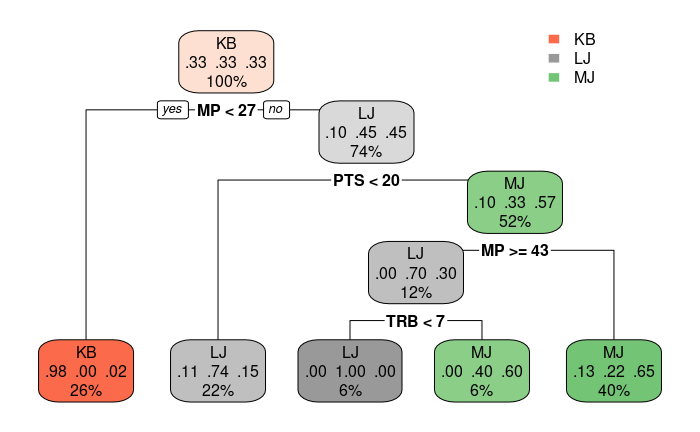 KB
.33 .33 .33
100%
KB
LJ
MJ
yes MP < 27 no
LJ
.10 .45 .45
74%
PTS < 20
MJ
.10 .33 .57
52%
MP >= 43
LJ
.00 .70 .30
12%
TRB < 7
KB
.98 .00 .02
26%
LJ
.11 .74 .15
22%
LJ
.00 1.00 .00
6%
MJ
.00 .40 .60
6%
MJ
.13 .22 .65
40%